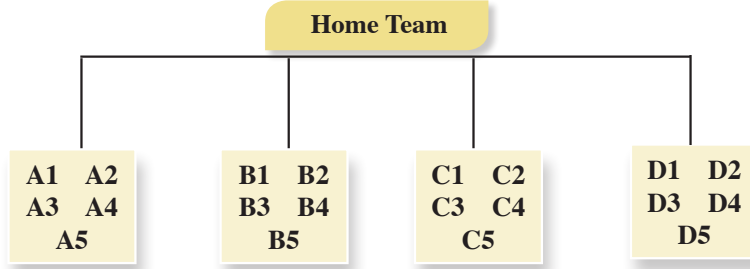 Home Team
A1 A2
A3 A4
A5
B1 B2
B3 B4
B5
C1 C2
C3 C4
C5
D1 D2
D3 D4
D5